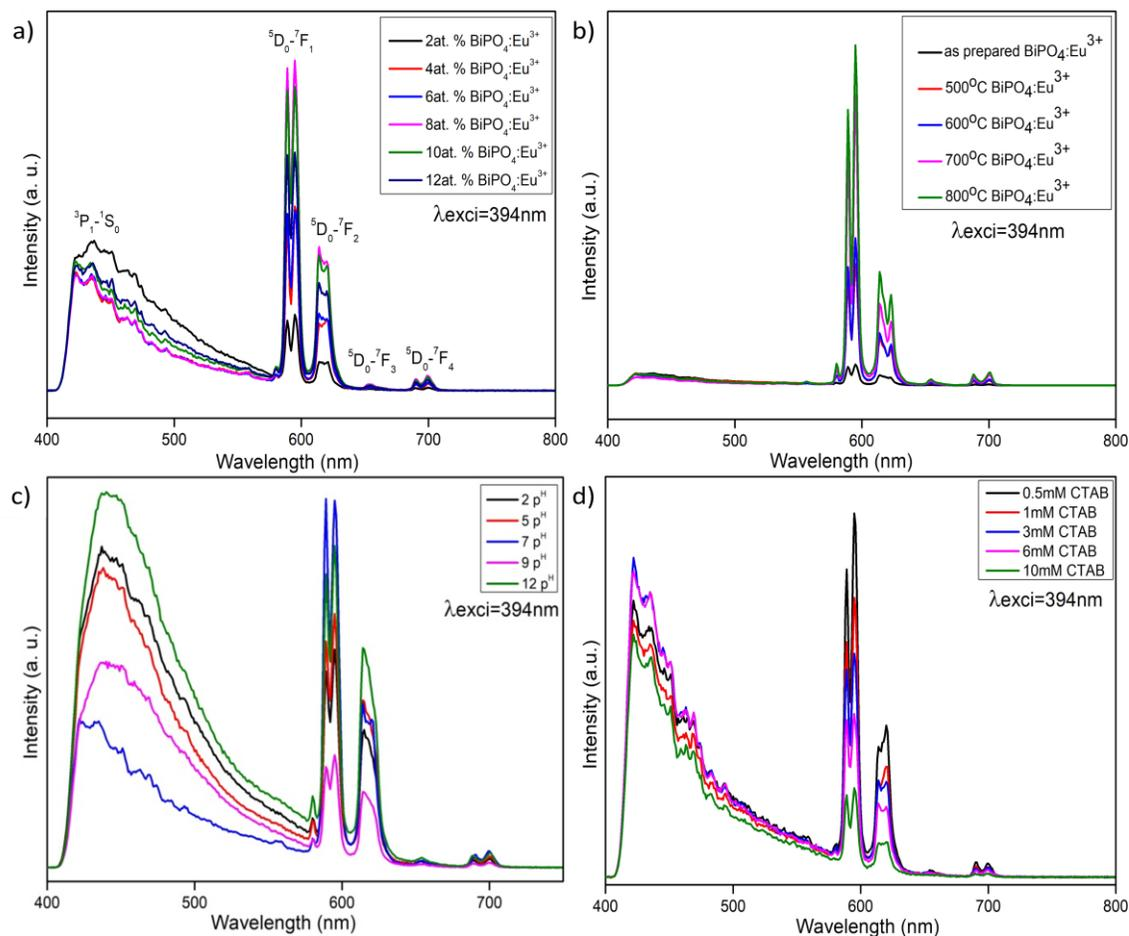 a)
Intensity (a. u.)
³P₁-¹S₀
⁵D₀-⁷F₁
⁵D₀-⁷F₂
⁵D₀-⁷F₃
⁵D₀-⁷F₄
2at. % BiPO₄:Eu³⁺
4at. % BiPO₄:Eu³⁺
6at. % BiPO₄:Eu³⁺
8at. % BiPO₄:Eu³⁺
10at. % BiPO₄:Eu³⁺
12at. % BiPO₄:Eu³⁺
λexci=394nm
400 500 600 700 800
Wavelength (nm)
b)
Intensity (a.u.)
as prepared BiPO₄:Eu³⁺
500⁰C BiPO₄:Eu³⁺
600⁰C BiPO₄:Eu³⁺
700⁰C BiPO₄:Eu³⁺
800⁰C BiPO₄:Eu³⁺
λexci=394nm
400 500 600 700 800
Wavelength (nm)
c)
Intensity (a. u.)
2 pᴴ
5 pᴴ
7 pᴴ
9 pᴴ
12 pᴴ
λexci=394nm
400 500 600 700
Wavelength (nm)
d)
Intensity (a.u.)
0.5mM CTAB
1mM CTAB
3mM CTAB
6mM CTAB
10mM CTAB
λexci=394nm
400 500 600 700 800
Wavelength (nm)